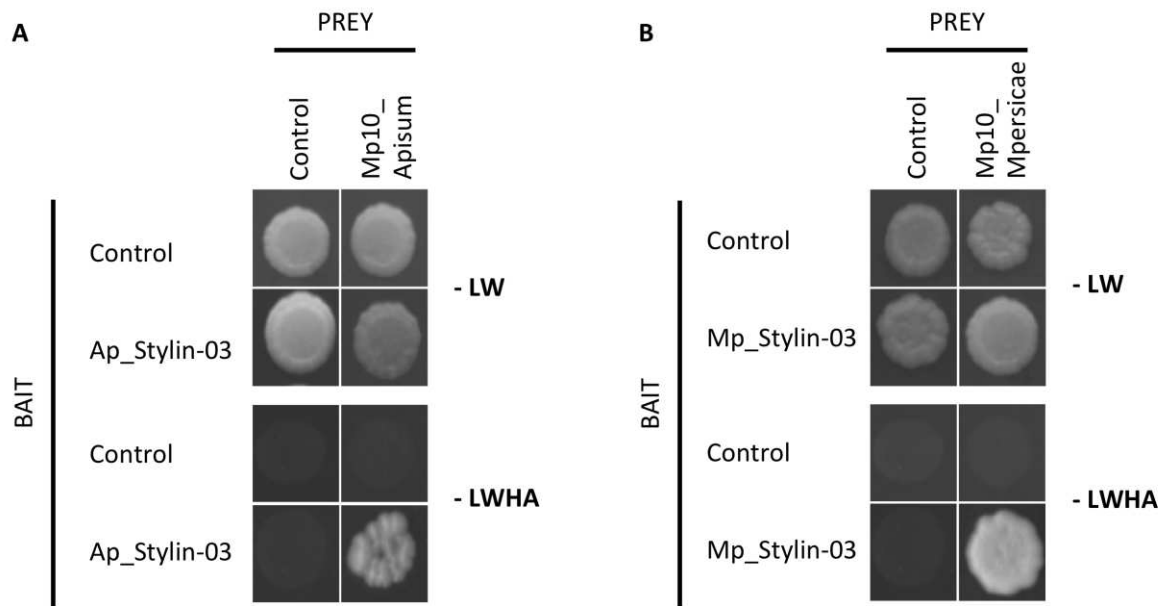 A
PREY
Control
Mp10_
Apisum
BAIT
Control
Ap_Stylin-03
- LW
Control
Ap_Stylin-03
- LWHA
B
PREY
Control
Mp10_
Mpersicae
BAIT
Control
Mp_Stylin-03
- LW
Control
Mp_Stylin-03
- LWHA